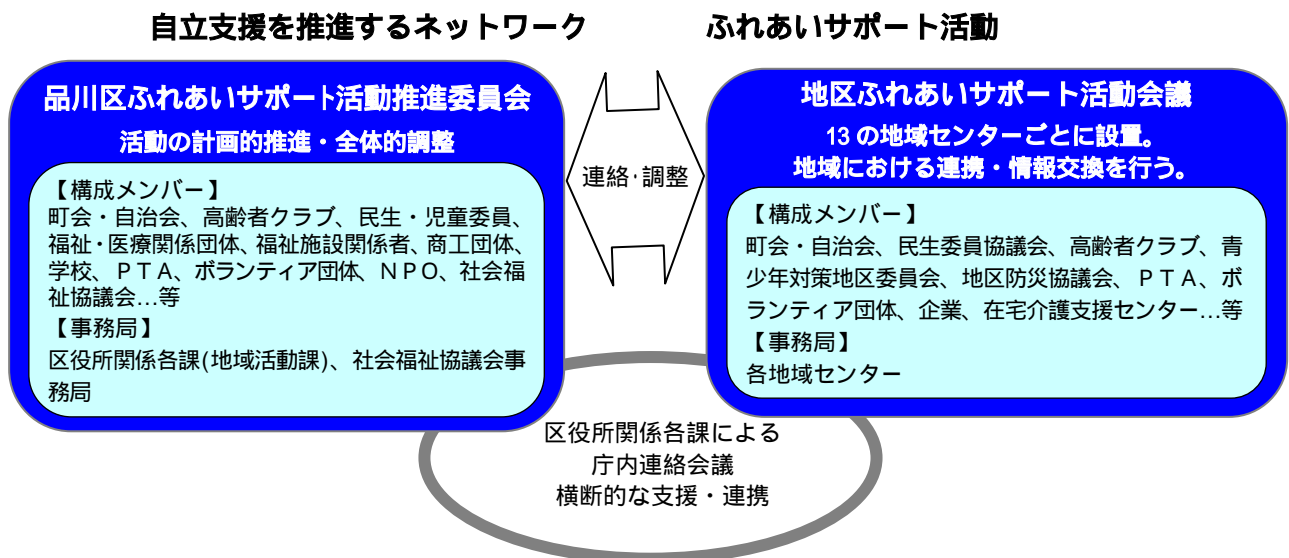 自立支援を推進するネットワーク　ふれあいサポート活動
品川区ふれあいサポート活動推進委員会
活動の計画的推進・全体的調整
【構成メンバー】
町会・自治会、高齢者クラブ、民生・児童委員、
福祉・医療関係団体、福祉施設関係者、商工団体、
学校、ＰＴＡ、ボランティア団体、ＮＰＯ、社会福
祉協議会…等
【事務局】
区役所関係各課(地域活動課)、社会福祉協議会事
務局
連絡・調整
地区ふれあいサポート活動会議
13 の地域センターごとに設置。
地域における連携・情報交換を行う。
【構成メンバー】
町会・自治会、民生委員協議会、高齢者クラブ、青
少年対策地区委員会、地区防災協議会、ＰＴＡ、ボ
ランティア団体、企業、在宅介護支援センター…等
【事務局】
各地域センター
区役所関係各課による
庁内連絡会議
横断的な支援・連携